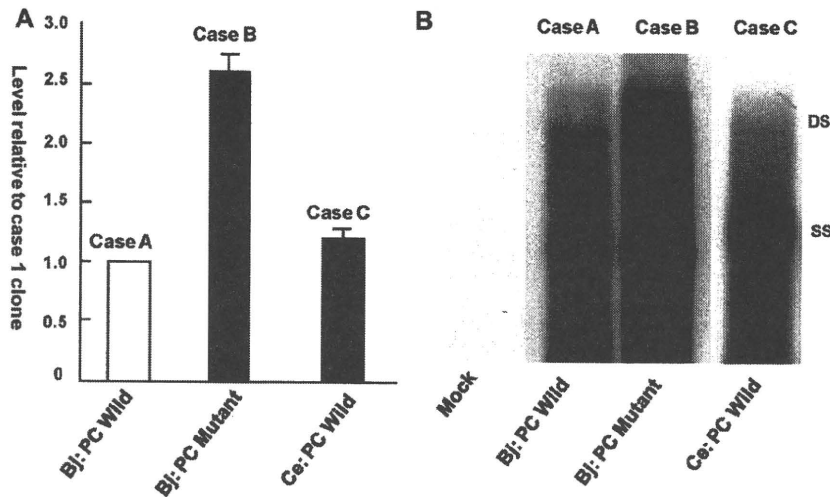 A
Level relative to case 1 clone
3.0
2.5
2.0
1.5
1.0
0.5
0
Case A
Case B
Case C
Bj: PC Wild
Bj: PC Mutant
Ce: PC Wild
B
Case A
Case B
Case C
DS
SS
Mock
Bj: PC Wild
Bj: PC Mutant
Ce: PC Wild